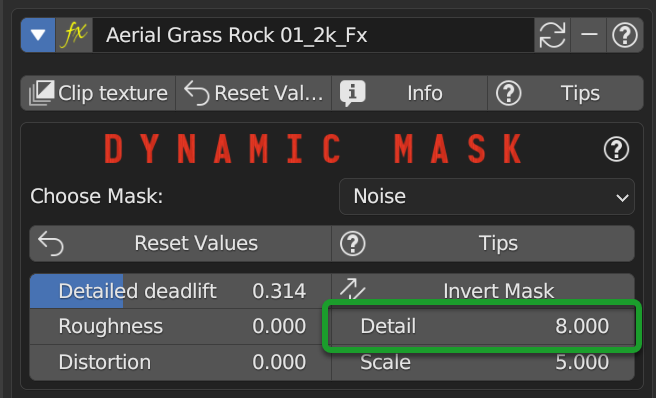 fx Aerial Grass Rock 01_2k_Fx
Clip texture Reset Val... Info Tips
DYNAMIC MASK
Choose Mask: Noise
Reset Values Tips
Detailed deadlift 0.314 Invert Mask
Roughness 0.000 Detail 8.000
Distortion 0.000 Scale 5.000